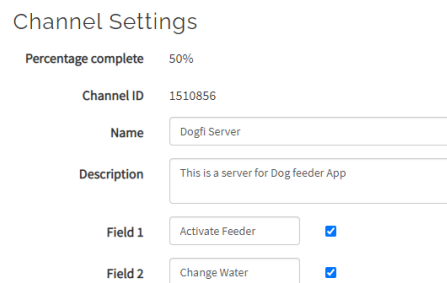 Channel Settings
Percentage complete 50%
Channel ID 1510856
Name Dogfi Server
Description This is a server for Dog feeder App
Field 1 Activate Feeder
Field 2 Change Water